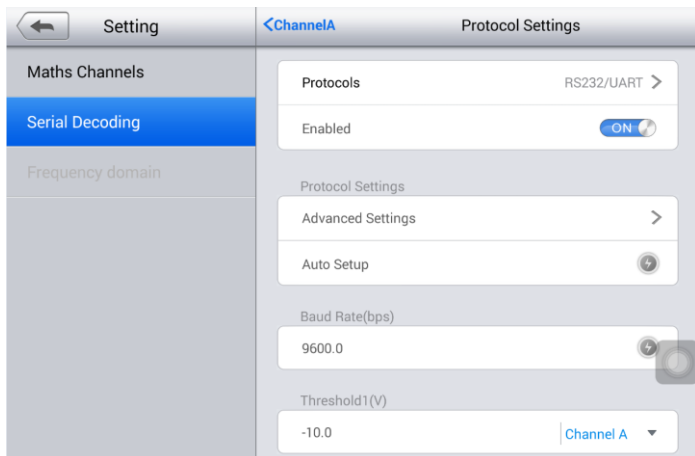 Setting
ChannelA
Protocol Settings
Maths Channels
Serial Decoding
Frequency domain
Protocols
RS232/UART
Enabled
ON
Protocol Settings
Advanced Settings
Auto Setup
Baud Rate(bps)
9600.0
Threshold1(V)
-10.0
Channel A